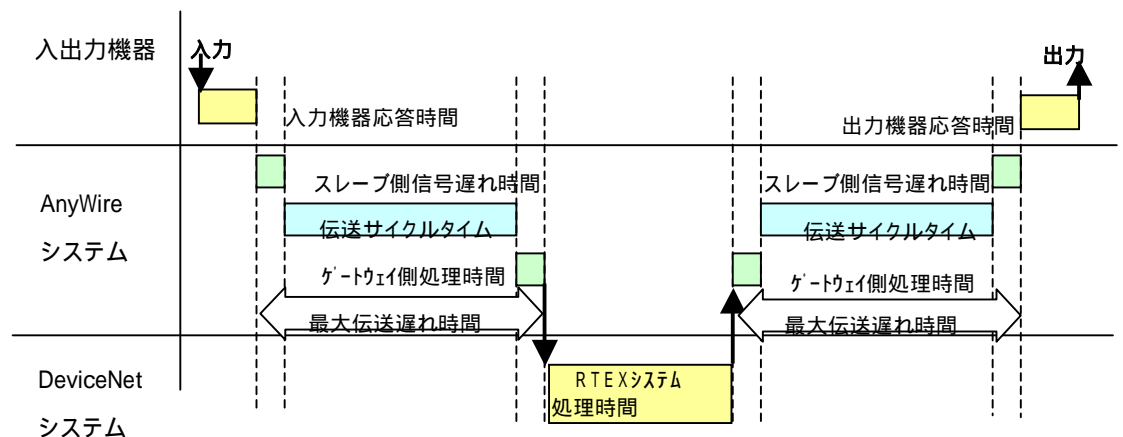 入出力機器
入力
出力
入力機器応答時間
出力機器応答時間
AnyWire
システム
スレーブ側信号遅れ時間
スレーブ側信号遅れ時間
伝送サイクルタイム
伝送サイクルタイム
ｹﾞｰﾄｳｪｲ側処理時間
ｹﾞｰﾄｳｪｲ側処理時間
最大伝送遅れ時間
最大伝送遅れ時間
DeviceNet
システム
ＲＴＥＸｼｽﾃﾑ
処理時間